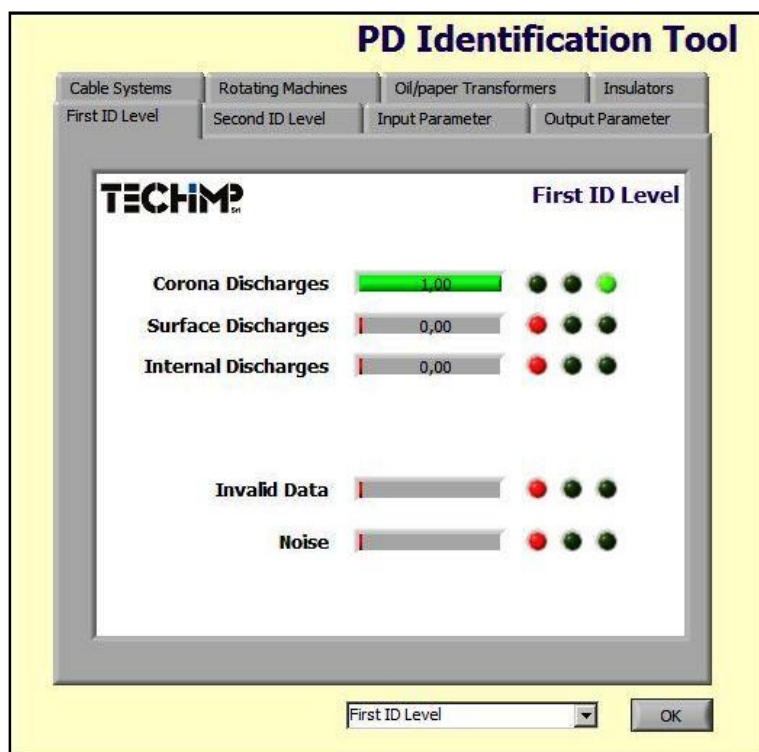 PD Identification Tool
Cable Systems Rotating Machines Oil/paper Transformers Insulators
First ID Level Second ID Level Input Parameter Output Parameter
TECHIMP Srl First ID Level
Corona Discharges 1,00
Surface Discharges 0,00
Internal Discharges 0,00
Invalid Data
Noise
First ID Level OK